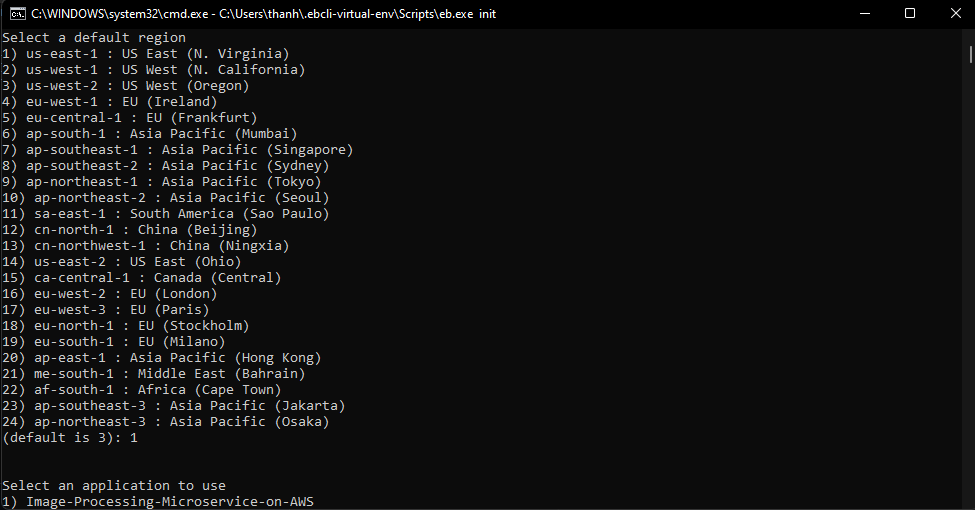 C:\WINDOWS\system32\cmd.exe - C:\Users\thanh\.ebcli-virtual-env\Scripts\eb.exe  init
Select a default region
1) us-east-1 : US East (N. Virginia)
2) us-west-1 : US West (N. California)
3) us-west-2 : US West (Oregon)
4) eu-west-1 : EU (Ireland)
5) eu-central-1 : EU (Frankfurt)
6) ap-south-1 : Asia Pacific (Mumbai)
7) ap-southeast-1 : Asia Pacific (Singapore)
8) ap-southeast-2 : Asia Pacific (Sydney)
9) ap-northeast-1 : Asia Pacific (Tokyo)
10) ap-northeast-2 : Asia Pacific (Seoul)
11) sa-east-1 : South America (Sao Paulo)
12) cn-north-1 : China (Beijing)
13) cn-northwest-1 : China (Ningxia)
14) us-east-2 : US East (Ohio)
15) ca-central-1 : Canada (Central)
16) eu-west-2 : EU (London)
17) eu-west-3 : EU (Paris)
18) eu-north-1 : EU (Stockholm)
19) eu-south-1 : EU (Milano)
20) ap-east-1 : Asia Pacific (Hong Kong)
21) me-south-1 : Middle East (Bahrain)
22) af-south-1 : Africa (Cape Town)
23) ap-southeast-3 : Asia Pacific (Jakarta)
24) ap-northeast-3 : Asia Pacific (Osaka)
(default is 3): 1
Select an application to use
1) Image-Processing-Microservice-on-AWS